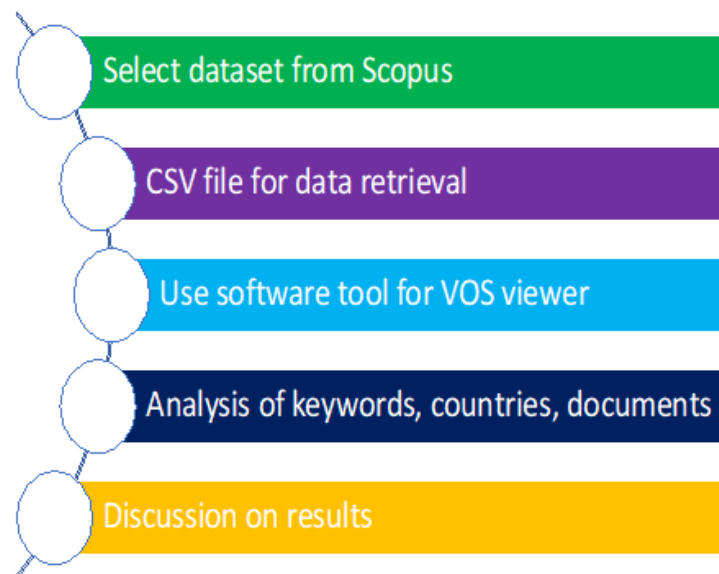 Select dataset from Scopus
CSV file for data retrieval
Use software tool for VOS viewer
Analysis of keywords, countries, documents
Discussion on results